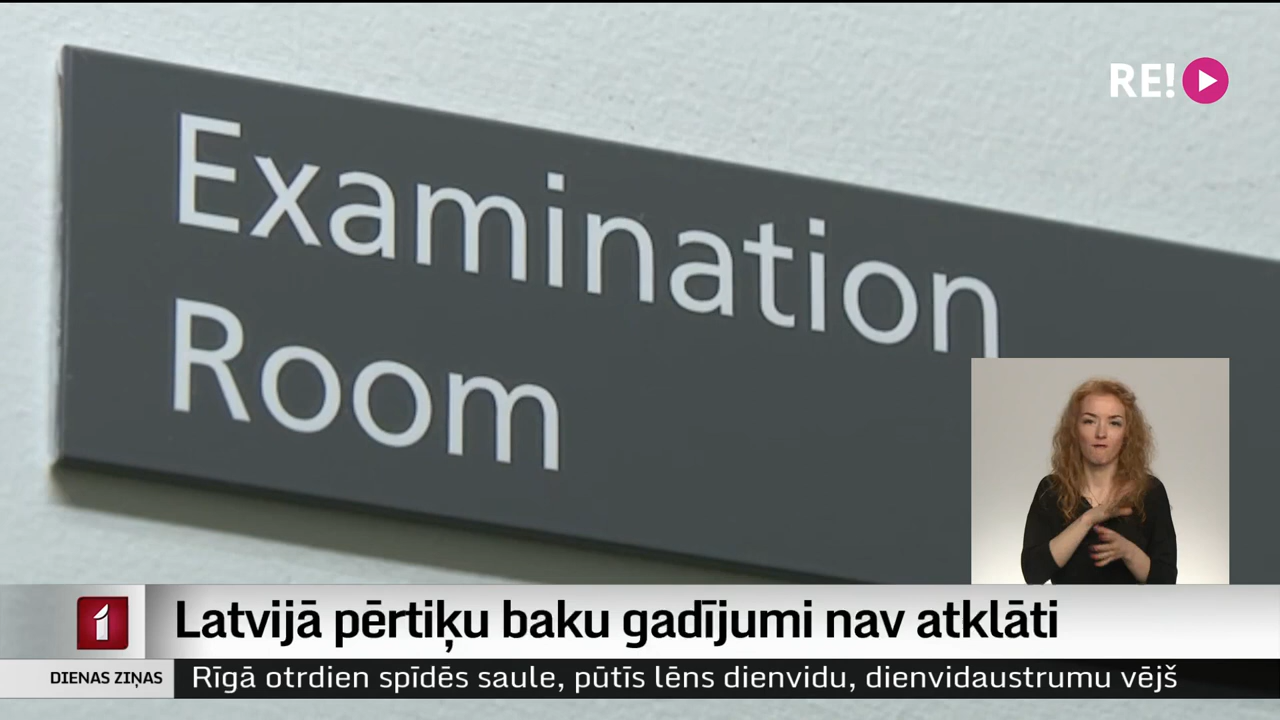 RE!
Examination
Room
1
Latvijā pērtiķu baku gadījumi nav atklāti
DIENAS ZIŅAS
Rīgā otrdien spīdēs saule, pūtīs lēns dienvidu, dienvidaustrumu vējš